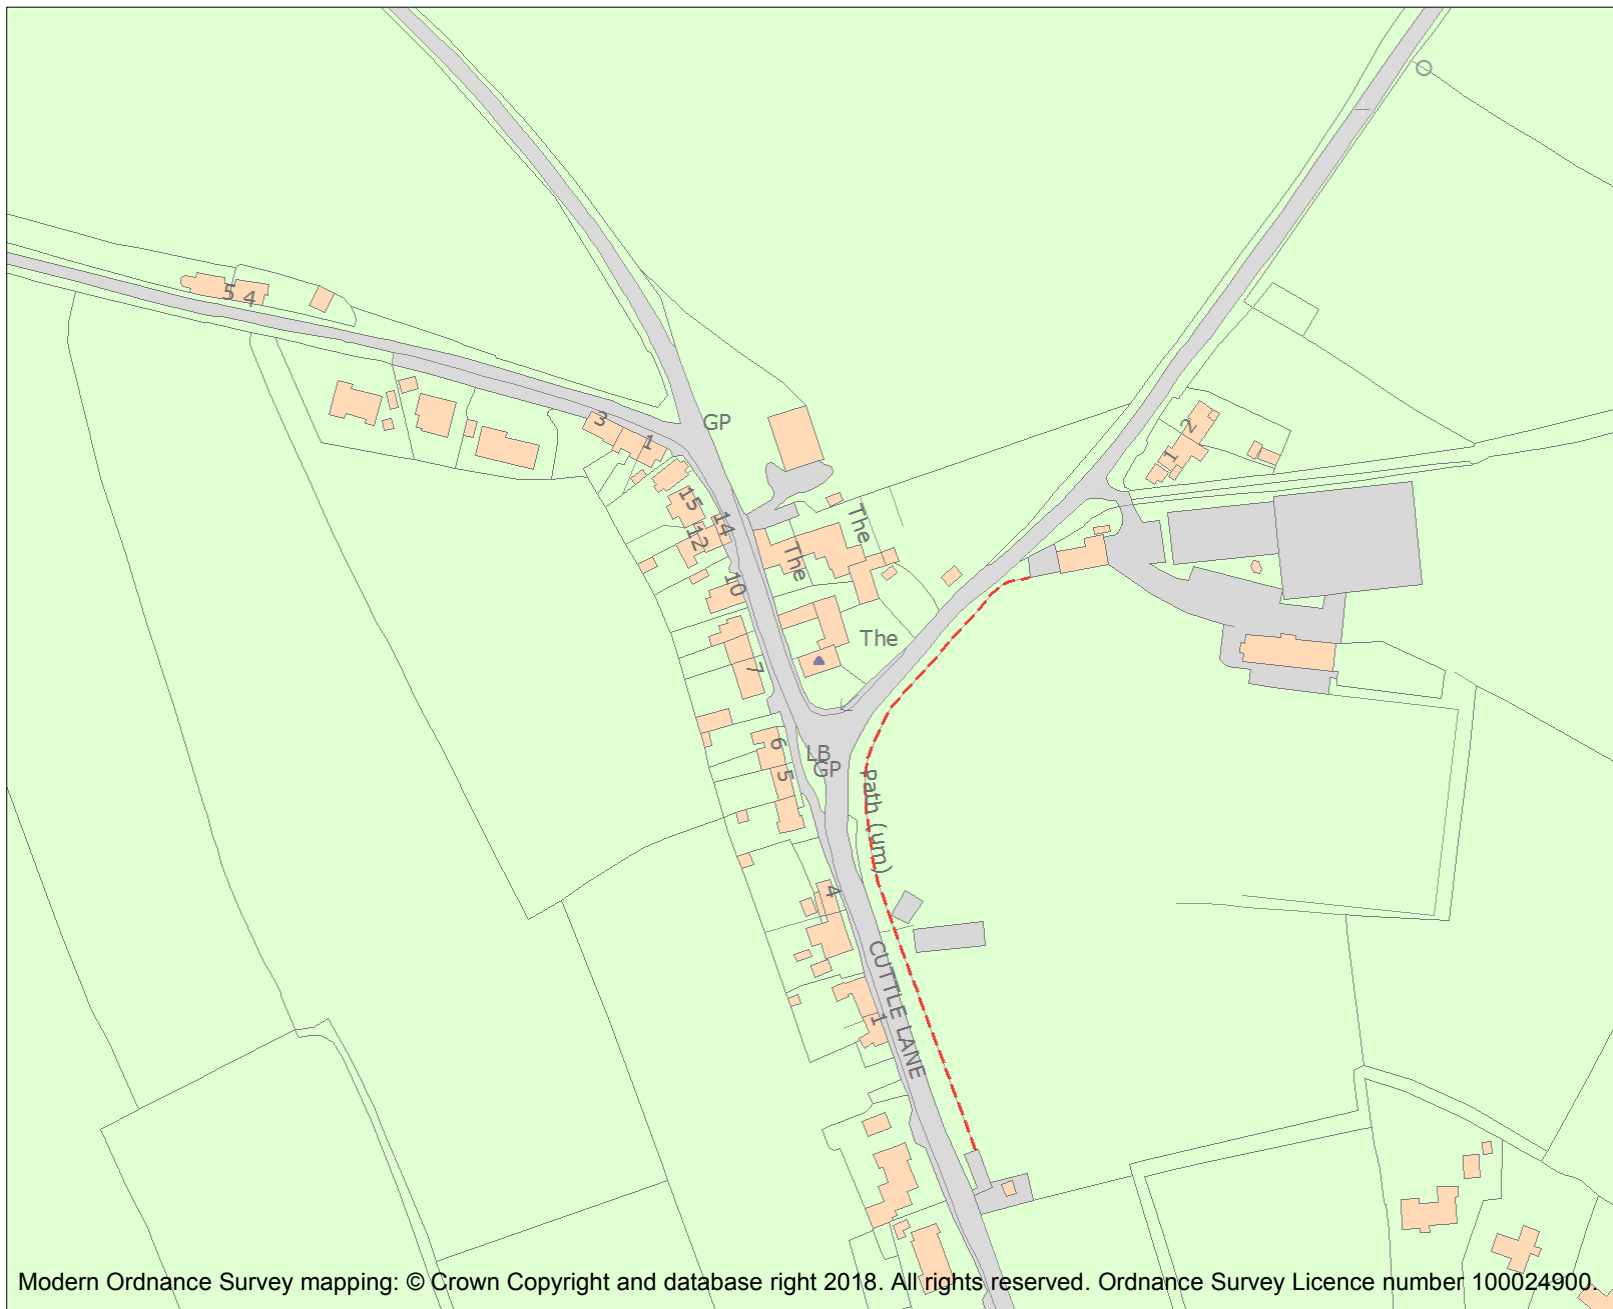 5 4
3
1
GP
2
1
15
14
12
The
The
10
The
7
LB
GP
6
5
Path (um)
4
CUTTLE LANE
1
Modern Ordnance Survey mapping: © Crown Copyright and database right 2018. All rights reserved. Ordnance Survey Licence number 100024900.